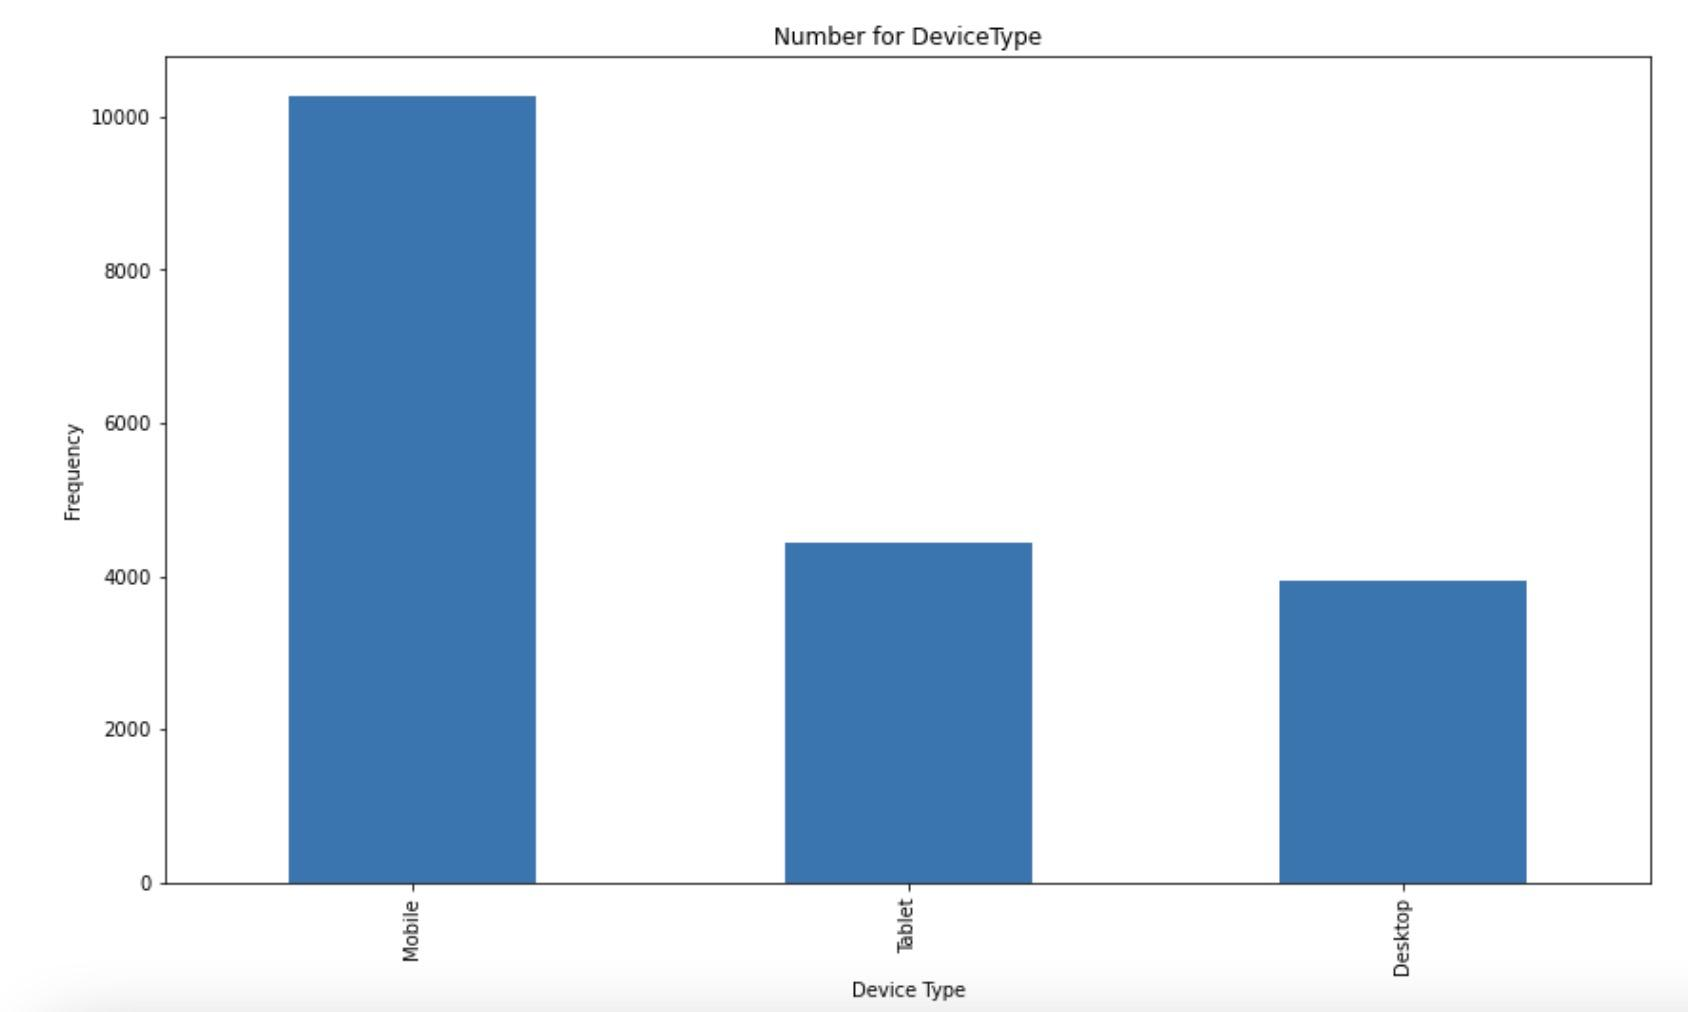 Number for DeviceType
10000
8000
6000
4000
2000
0
Frequency
Mobile
Tablet
Desktop
Device Type